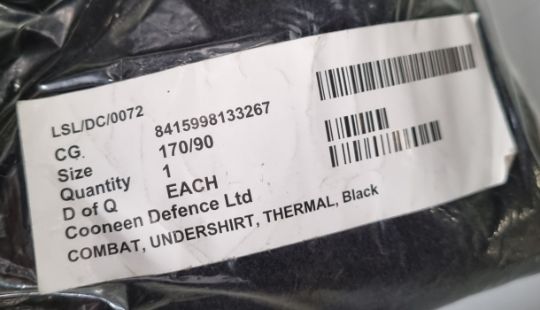 LSL/DC/0072
CG. 8415998133267
Size 170/90
Quantity 1
D of Q EACH
Cooneen Defence Ltd
COMBAT, UNDERSHIRT, THERMAL, Black